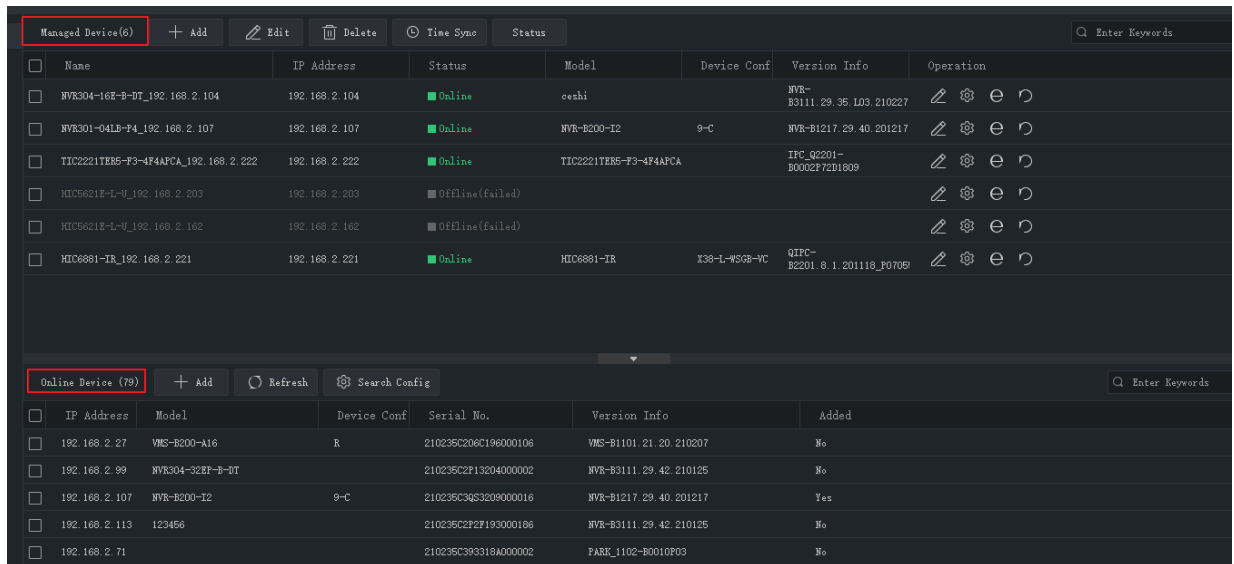 Managed Device(6) Add Edit Delete Time Sync Status Enter Keywords
Name IP Address Status Model Device Conf Version Info Operation
NVR304-16E-B-DT_192.168.2.104 192.168.2.104 Online ceshi NVR-
B3111.29.35.L03.210227
NVR301-04LB-P4_192.168.2.107 192.168.2.107 Online NVR-B200-I2 9-C NVR-B1217.29.40.201217
TIC2221TER5-F3-4F4APCA_192.168.2.222 192.168.2.222 Online TIC2221TER5-F3-4F4APCA IPC_Q2201-
B0002P72D1809
HIC5621E-L-U_192.168.2.203 192.168.2.203 Offline(failed)
HIC5621E-L-U_192.168.2.162 192.168.2.162 Offline(failed)
HIC6881-IR_192.168.2.221 192.168.2.221 Online HIC6881-IR X38-L-WSGB-VC QIPC-
B2201.8.1.201118_P0705
Online Device (79) Add Refresh Search Config Enter Keywords
IP Address Model Device Conf Serial No. Version Info Added
192.168.2.27 VMS-B200-A16 R 210235C206C196000106 VMS-B1101.21.20.210207 No
192.168.2.99 NVR304-32EP-B-DT 210235C2P13204000002 NVR-B3111.29.42.210125 No
192.168.2.107 NVR-B200-I2 9-C 210235C3QS3209000016 NVR-B1217.29.40.201217 Yes
192.168.2.113 123456 210235C2P2F193000186 NVR-B3111.29.42.210125 No
192.168.2.71 210235C393318A000002 PARK_1102-B0010P03 No